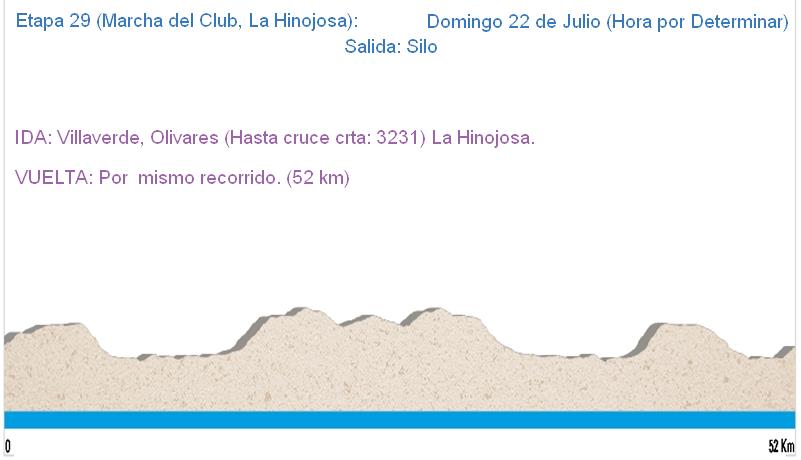 Etapa 29 (Marcha del Club, La Hinojosa): Domingo 22 de Julio (Hora por Determinar)
Salida: Silo
IDA: Villaverde, Olivares (Hasta cruce crta: 3231) La Hinojosa.
VUELTA: Por mismo recorrido. (52 km)
0 52 Km